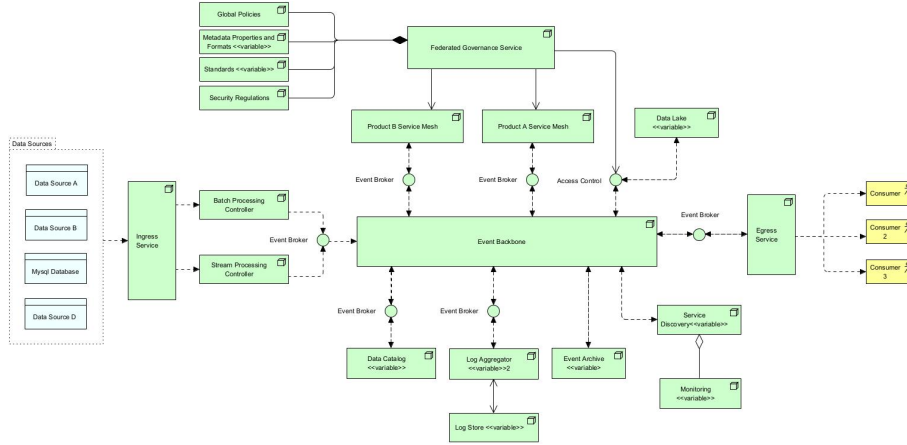 Global Policies
Metadata Properties and
Formats <<variable>>
Standards <<variable>>
Security Regulations
Federated Governance Service
Product B Service Mesh
Product A Service Mesh
Data Lake
<<variable>>
Event Broker
Event Broker
Access Control
Data Sources
Data Source A
Data Source B
Mysql Database
Data Source D
Ingress
Service
Batch Processing
Controller
Stream Processing
Controller
Event Broker
Event Backbone
Event Broker
Egress
Service
Consumer
Consumer
2
Consumer
3
Event Broker
Event Broker
Data Catalog
<<variable>>
Log Aggregator
<<variable>>2
Event Archive
<<variable>
Service
Discovery<<variable>>
Monitoring
<<variable>>
Log Store <<variable>>